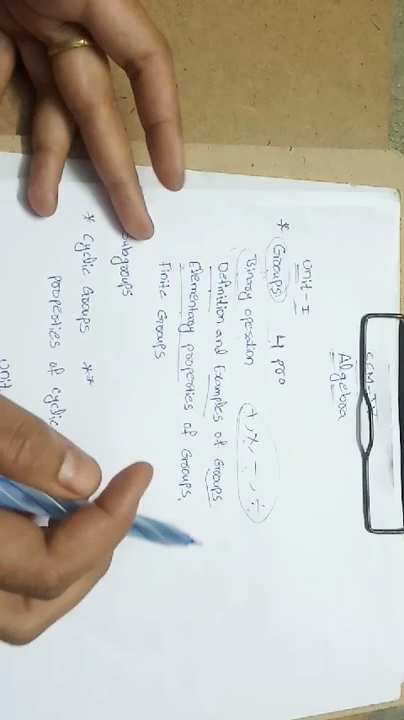 Algebra
Unit-I
* Groups 4 pro
Binary operation (+, ×, -, ÷)
Definition and Examples of Groups
Elementary properties of Groups,
Finite Groups
subgroups
* Cyclic Groups **
properties of cyclic
Unit